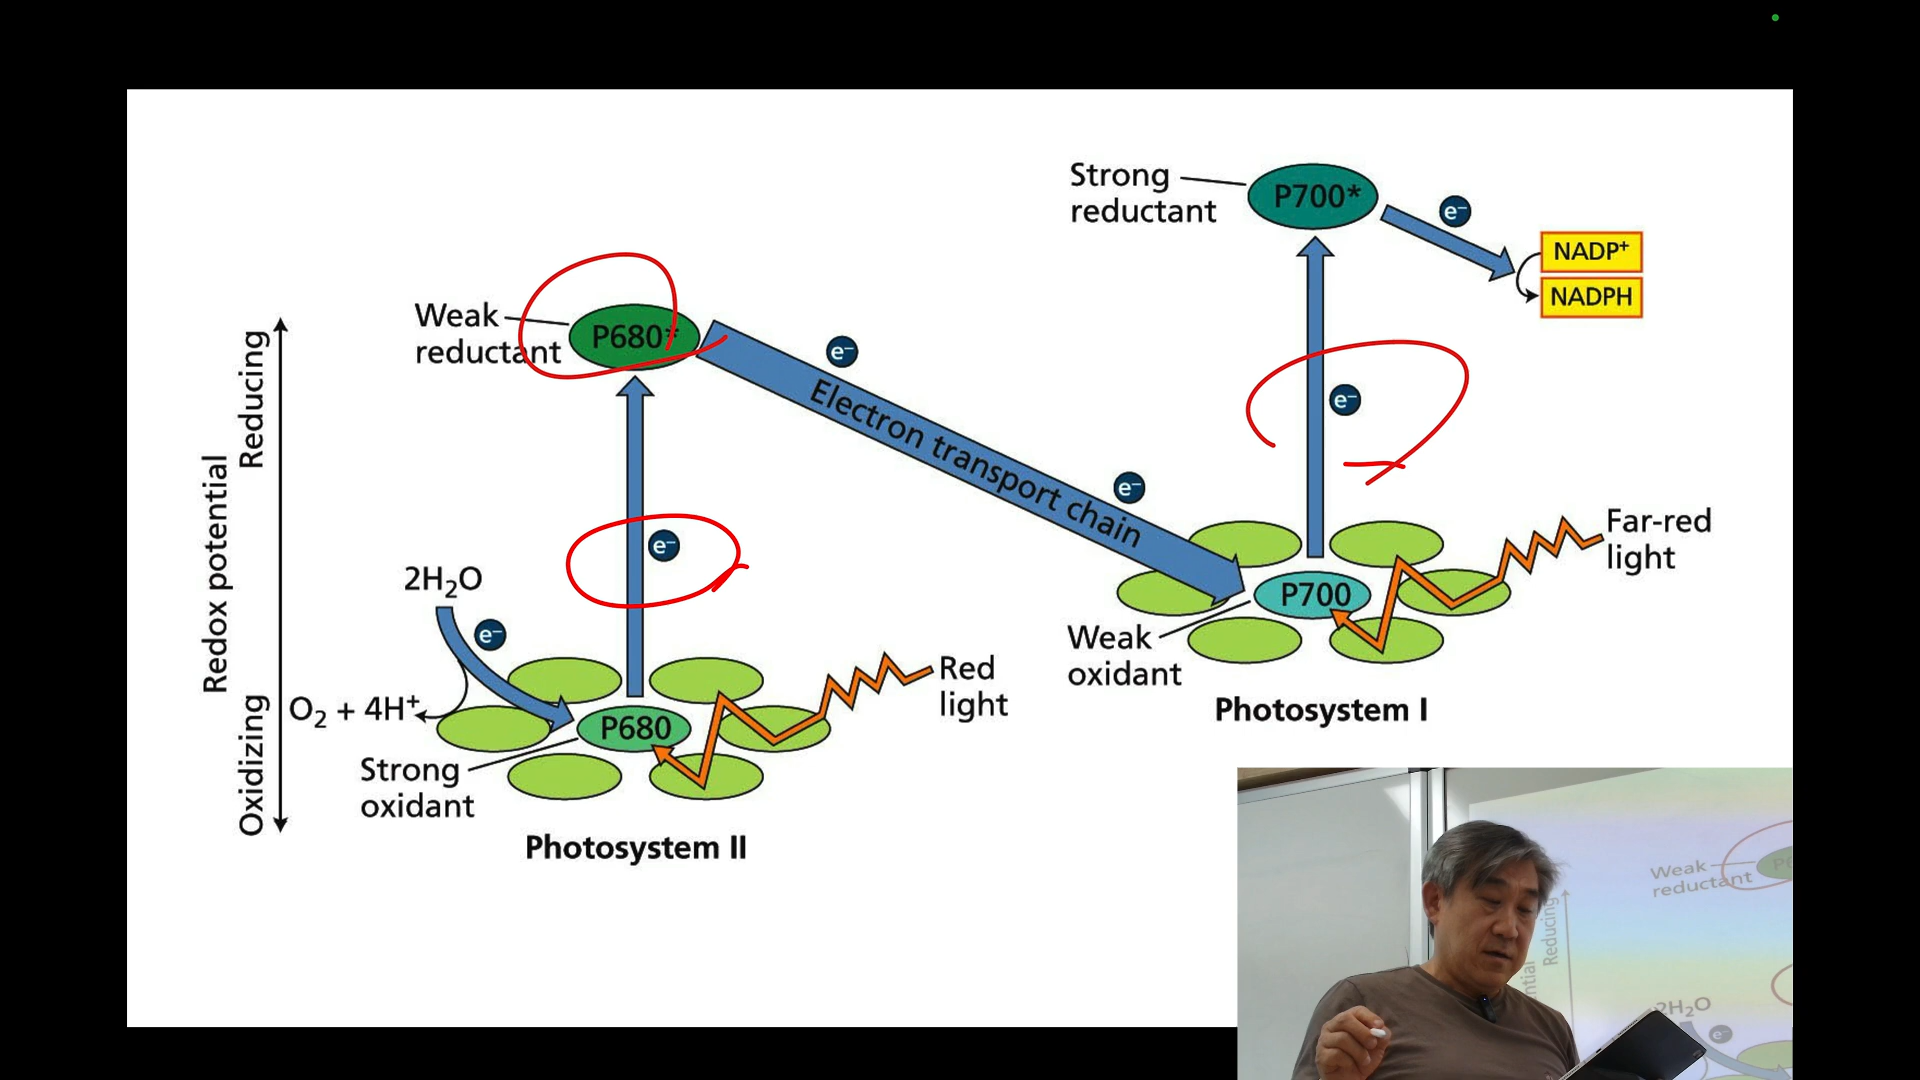 Strong
reductant
P700*
e⁻
NADP⁺
NADPH
Weak
reductant
P680*
e⁻
Electron transport chain
e⁻
e⁻
Redox potential
Reducing
Oxidizing
2H₂O
e⁻
e⁻
O₂ + 4H⁺
P680
Strong
oxidant
Red
light
Photosystem II
P700
Weak
oxidant
Far-red
light
Photosystem I
Weak
reductant
Reducing
2H₂O
e⁻